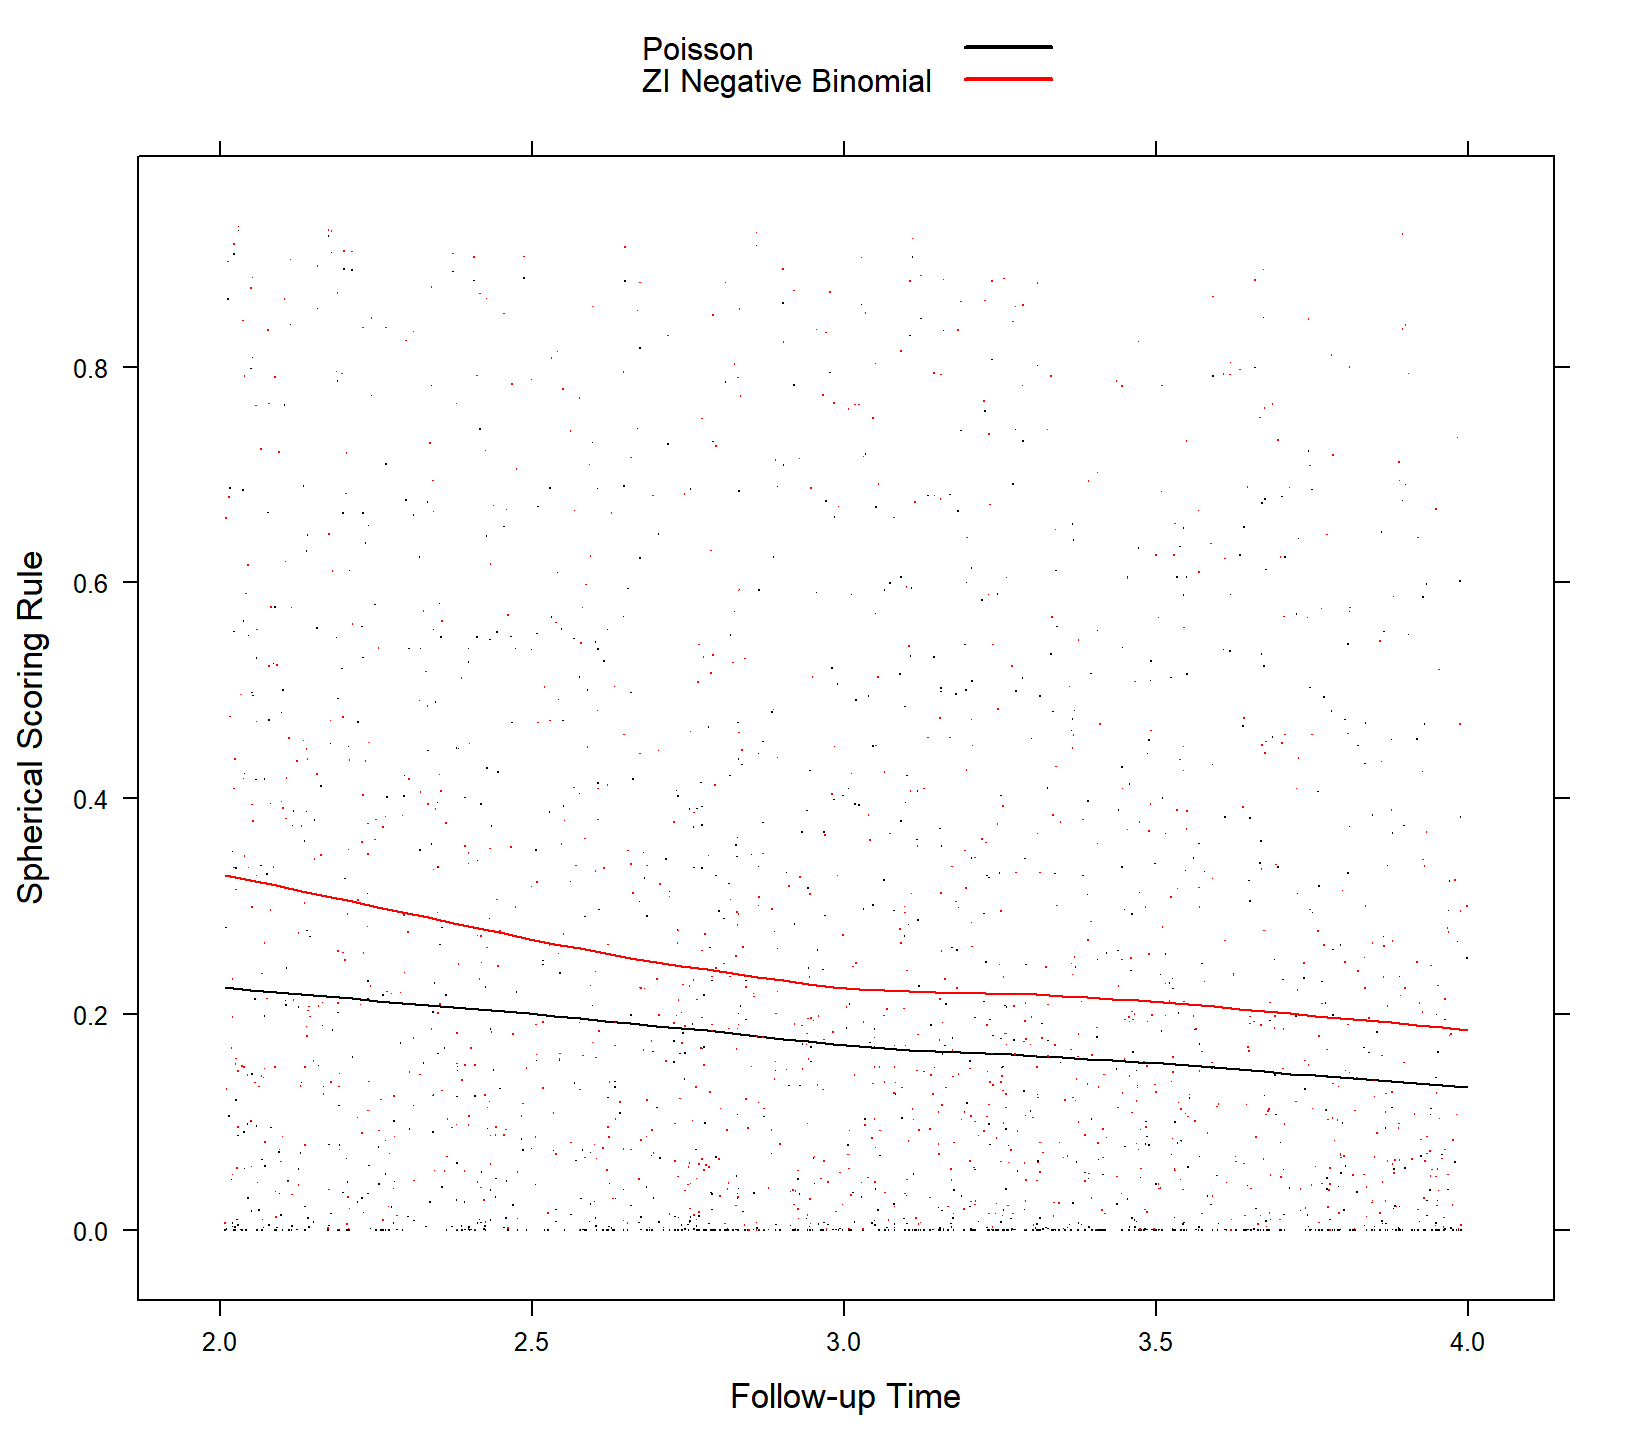 Poisson
ZI Negative Binomial
0.8
0.6
0.4
0.2
0.0
Spherical Scoring Rule
2.0 2.5 3.0 3.5 4.0
Follow-up Time